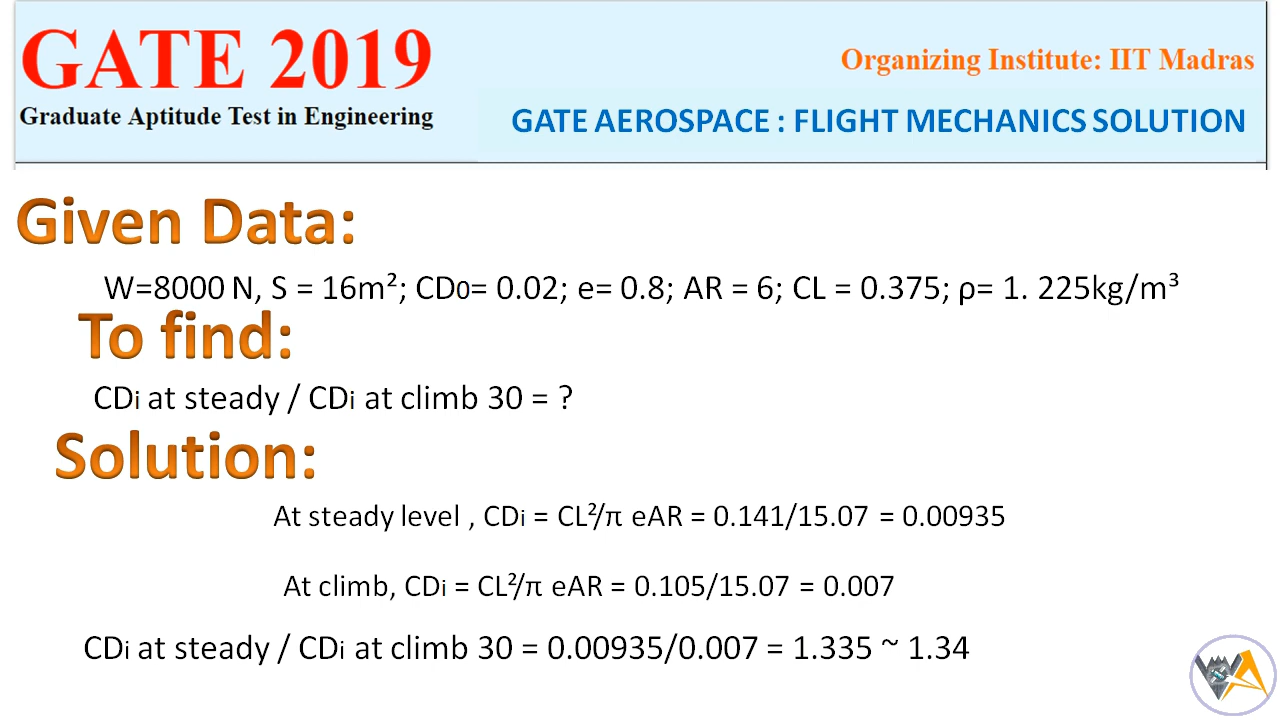 GATE 2019
Graduate Aptitude Test in Engineering
Organizing Institute: IIT Madras
GATE AEROSPACE : FLIGHT MECHANICS SOLUTION
Given Data:
W=8000 N, S = 16m²; CD0= 0.02; e= 0.8; AR = 6; CL = 0.375; ρ= 1. 225kg/m³
To find:
CDi at steady / CDi at climb 30 = ?
Solution:
At steady level , CDi = CL²/π eAR = 0.141/15.07 = 0.00935
At climb, CDi = CL²/π eAR = 0.105/15.07 = 0.007
CDi at steady / CDi at climb 30 = 0.00935/0.007 = 1.335 ~ 1.34